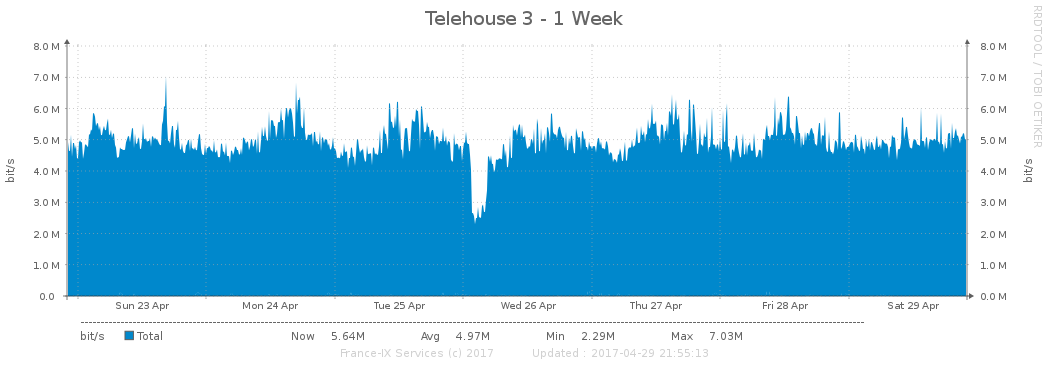 Telehouse 3 - 1 Week
RRDTOOL / TOBI OETIKER
8.0 M 8.0 M
7.0 M 7.0 M
6.0 M 6.0 M
5.0 M 5.0 M
4.0 M 4.0 M
3.0 M 3.0 M
2.0 M 2.0 M
1.0 M 1.0 M
0.0 0.0 M
bit/s bit/s
Sun 23 Apr Mon 24 Apr Tue 25 Apr Wed 26 Apr Thu 27 Apr Fri 28 Apr Sat 29 Apr
bit/s Total Now 5.64M Avg 4.97M Min 2.29M Max 7.03M
France-IX Services (c) 2017 Updated : 2017-04-29 21:55:13